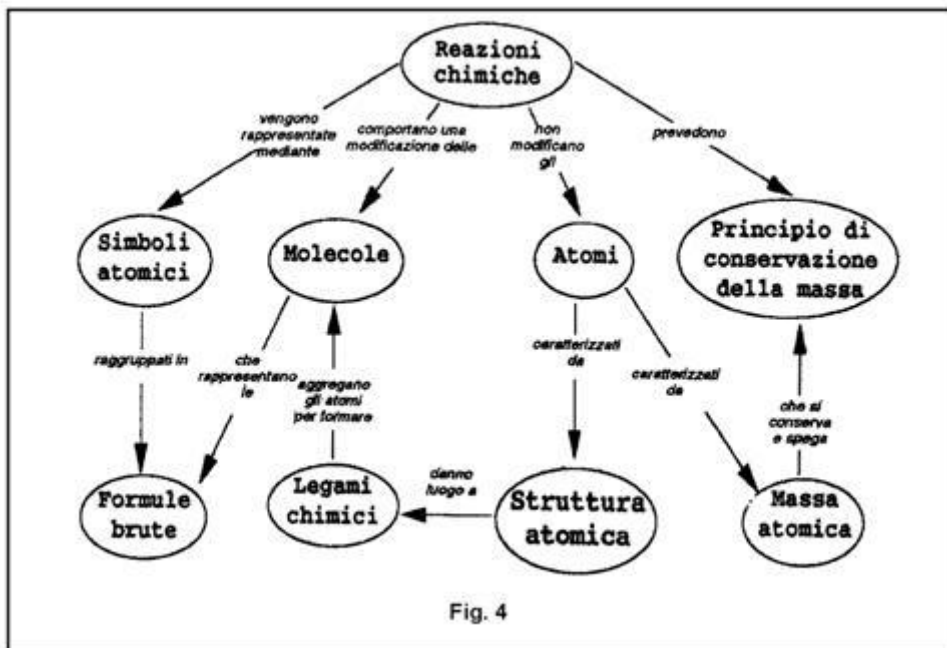 Reazioni
chimiche
vengono
rappresentate
mediante
comportano una
modificazione delle
non
modificano
gli
prevedono
Simboli
atomici
Molecole
Atomi
Principio di
conservazione
della massa
raggruppati in
che
rappresentano
le
aggregano
gli atomi
per formare
caratterizzati
da
caratterizzati
da
che si
conserva
e spega
Formule
brute
Legami
chimici
danno
luogo a
Struttura
atomica
Massa
atomica
Fig. 4